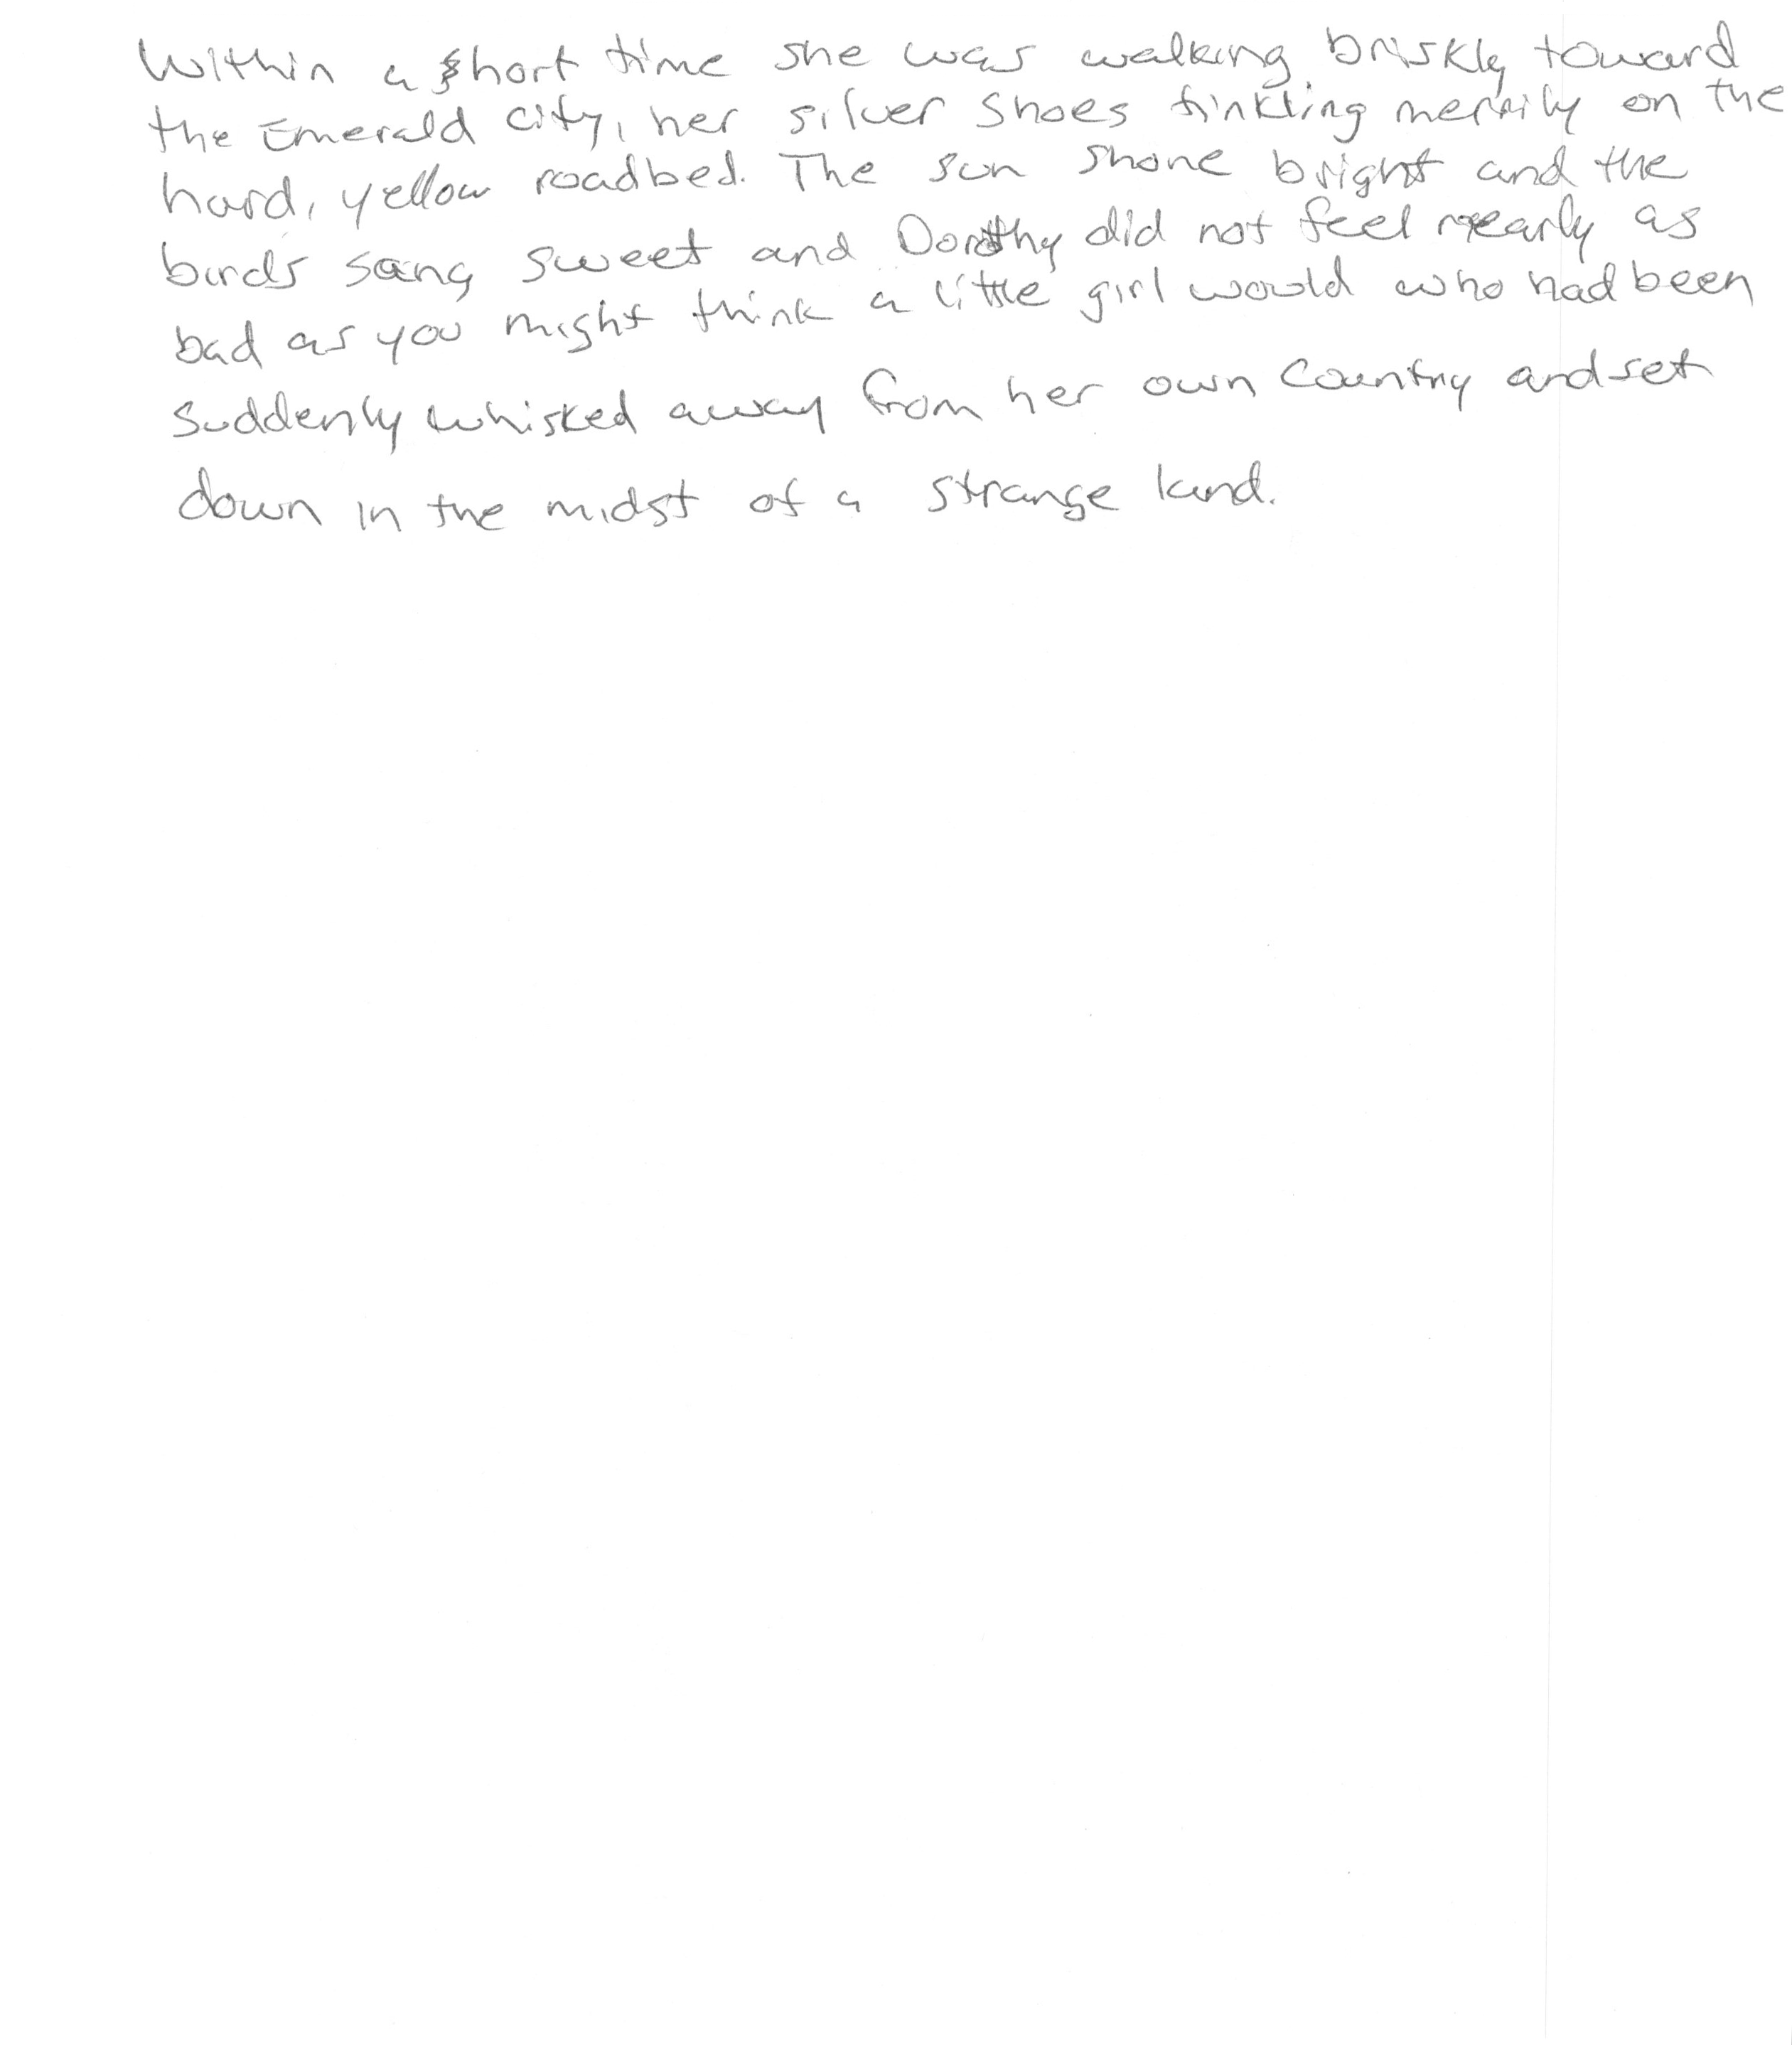 Within a short time she was walking briskly toward
the Emerald City, her silver shoes tinkling merrily on the
hard, yellow roadbed. The sun shone bright and the
birds sang sweet and Dorothy did not feel nearly as
bad as you might think a little girl would who had been
suddenly whisked away from her own country and set
down in the midst of a strange land.